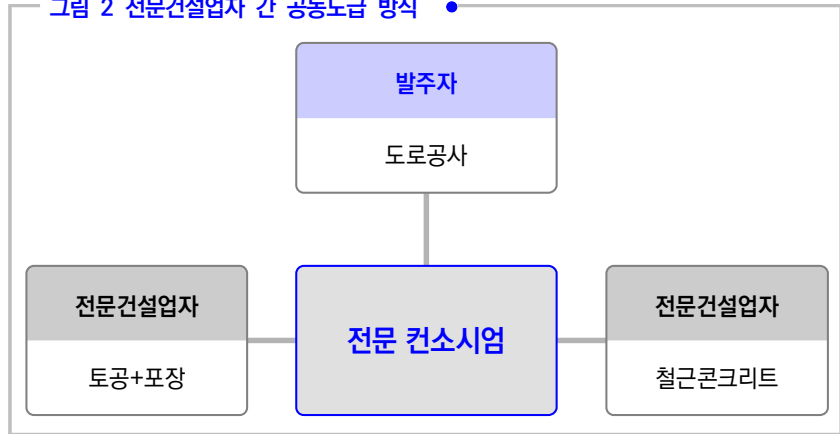 그림 2 전문건설업자 간 공동도급 방식
발주자
도로공사
전문건설업자
토공+포장
전문 컨소시엄
전문건설업자
철근콘크리트